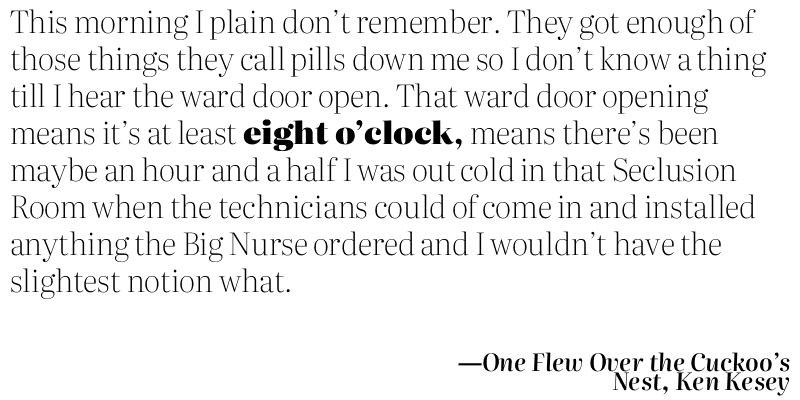 This morning I plain don’t remember. They got enough of
those things they call pills down me so I don’t know a thing
till I hear the ward door open. That ward door opening
means it’s at least eight o’clock, means there’s been
maybe an hour and a half I was out cold in that Seclusion
Room when the technicians could of come in and installed
anything the Big Nurse ordered and I wouldn’t have the
slightest notion what.
—One Flew Over the Cuckoo’s
Nest, Ken Kesey